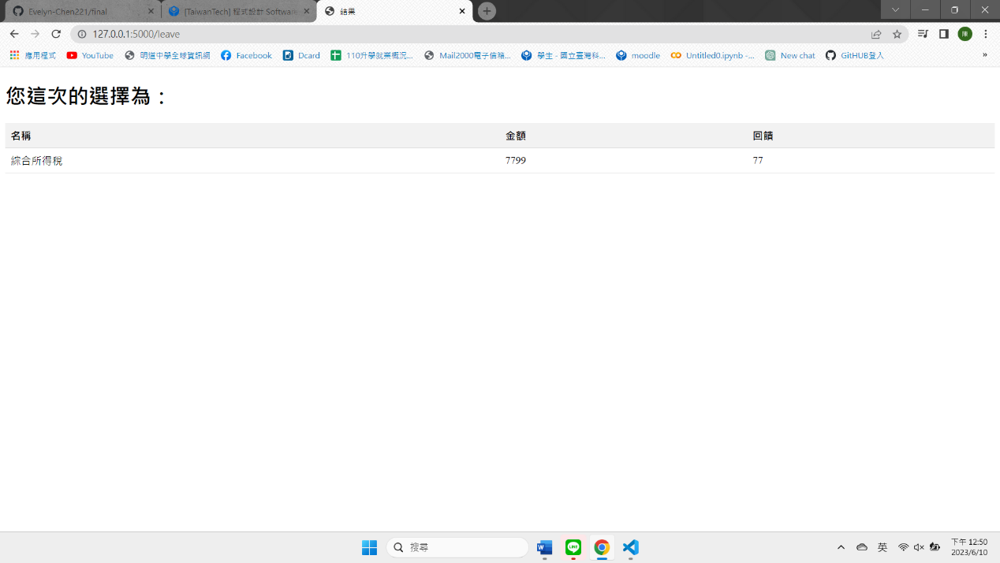 Evelyn-Chen221/final
[TaiwanTech] 程式設計 Software
結果
127.0.0.1:5000/leave
陳
應用程式
YouTube
明道中學全球資訊網
Facebook
Dcard
110升學就業概況...
Mail2000電子信箱...
學生 - 國立臺灣科...
moodle
Untitled0.ipynb -...
New chat
GitHUB登入
»
您這次的選擇為：
名稱 金額 回饋
綜合所得稅 7799 77
搜尋
英
下午 12:50
2023/6/10